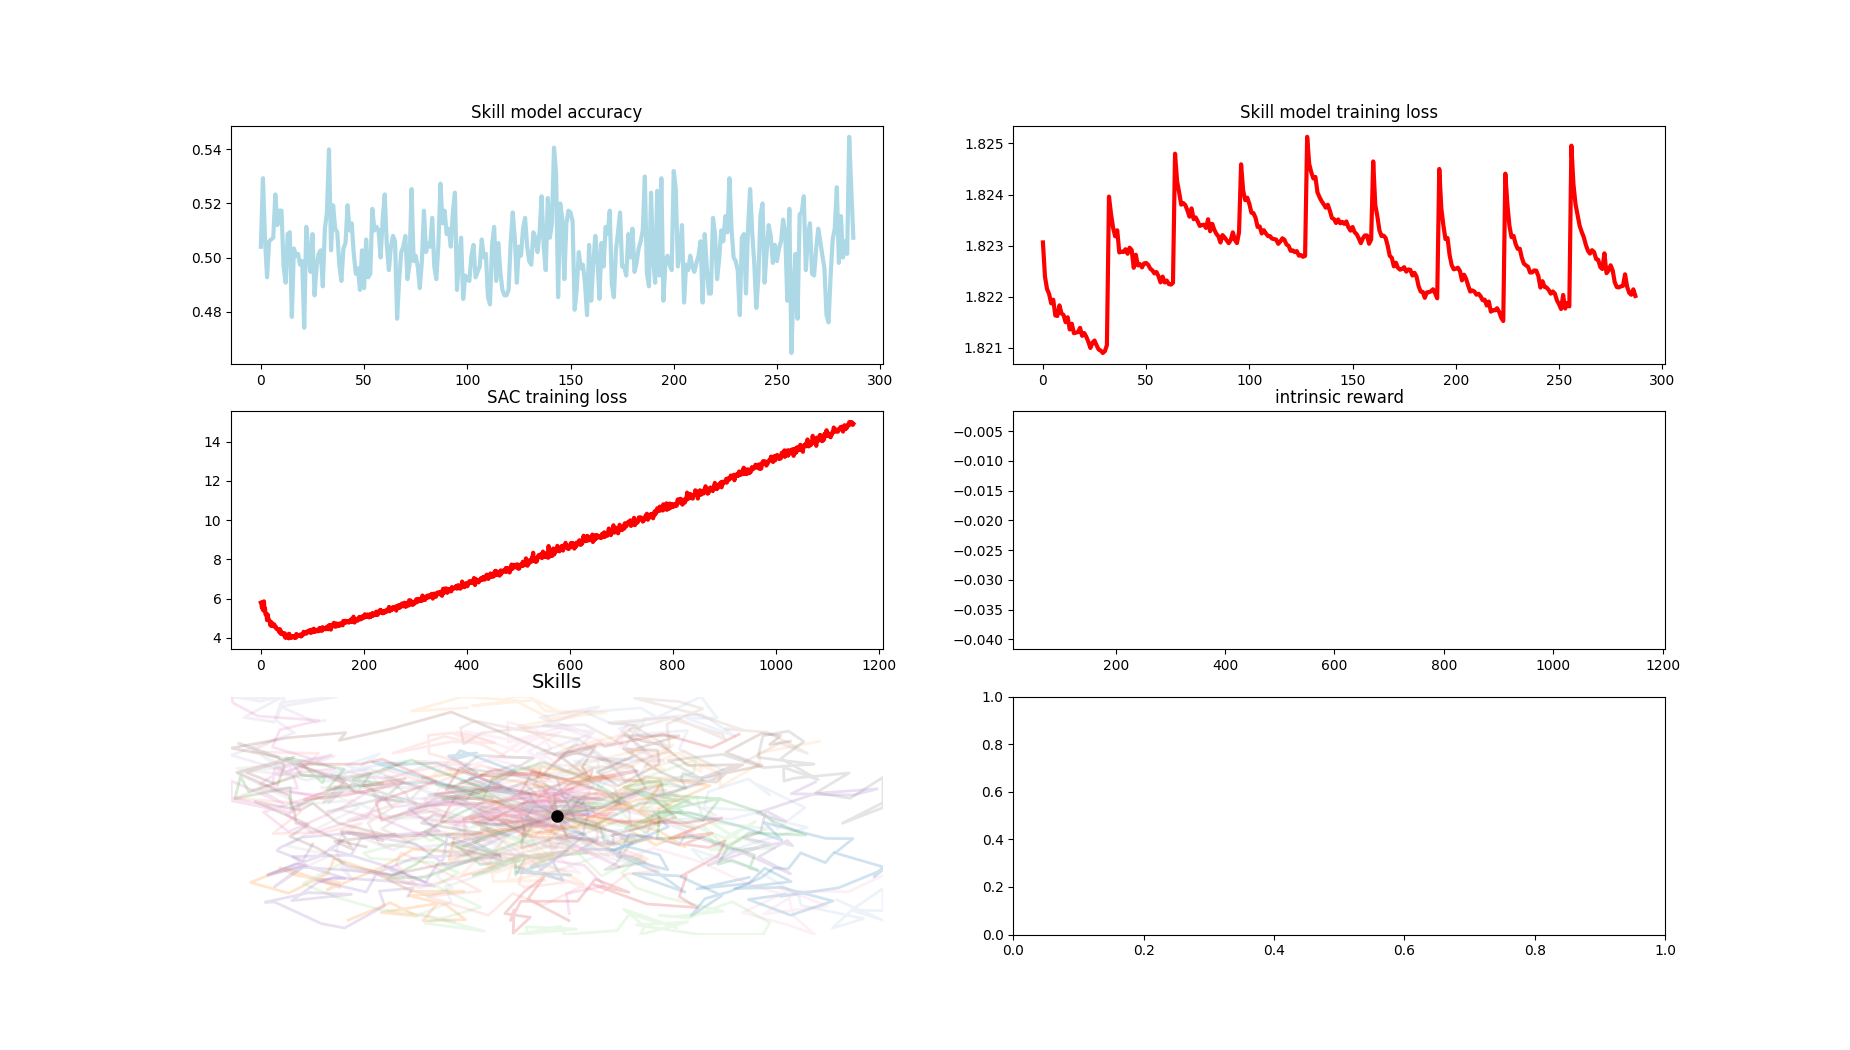 Skill model accuracy
0.54
0.52
0.50
0.48
0 50 100 150 200 250 300
Skill model training loss
1.825
1.824
1.823
1.822
1.821
0 50 100 150 200 250 300
SAC training loss
14
12
10
8
6
4
0 200 400 600 800 1000 1200
intrinsic reward
−0.005
−0.010
−0.015
−0.020
−0.025
−0.030
−0.035
−0.040
200 400 600 800 1000 1200
Skills
1.0
0.8
0.6
0.4
0.2
0.0
0.0 0.2 0.4 0.6 0.8 1.0